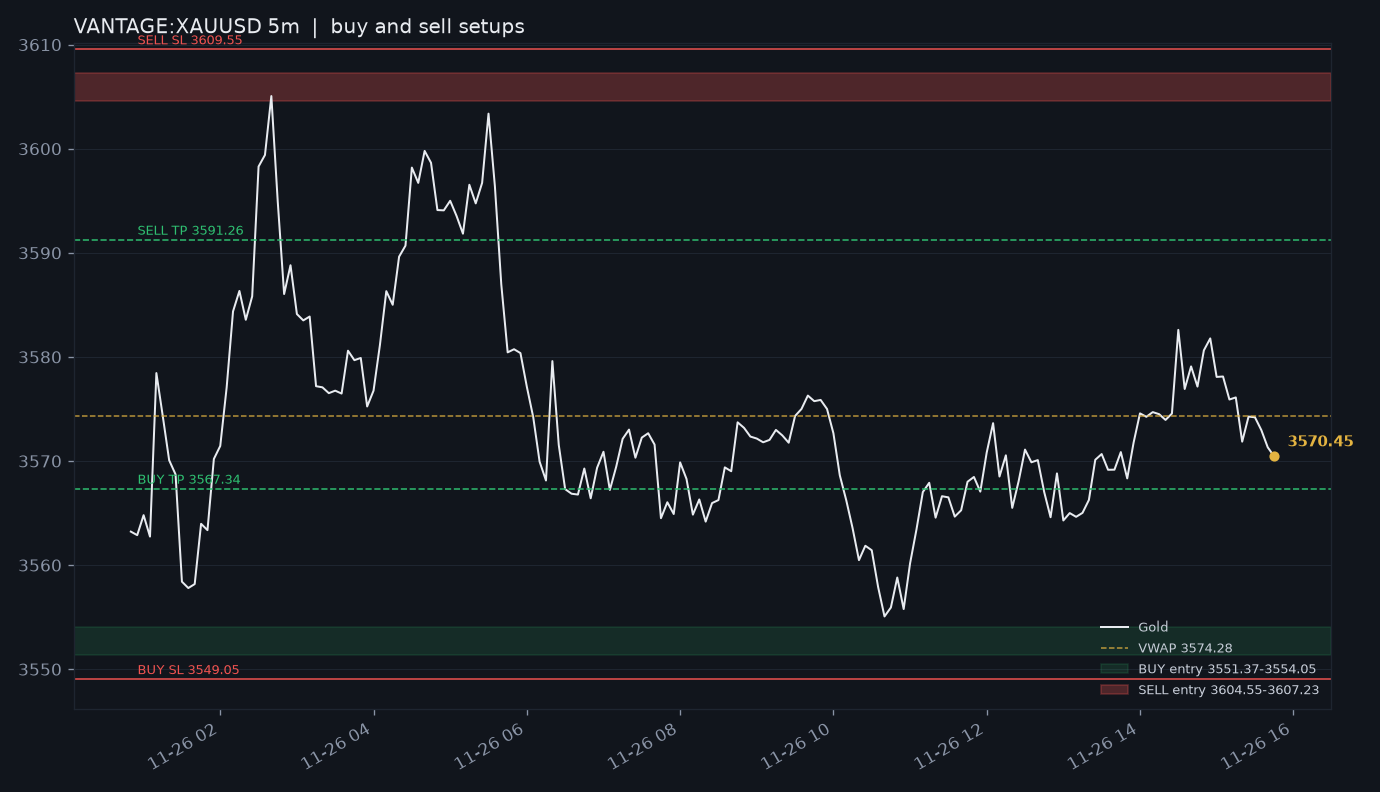 VANTAGE:XAUUSD 5m | buy and sell setups
SELL SL 3609.55
3610
3600
SELL TP 3591.26
3590
3580
3570.45
3570
BUY TP 3567.34
3560
Gold
VWAP 3574.28
BUY entry 3551.37-3554.05
SELL entry 3604.55-3607.23
BUY SL 3549.05
3550
11-26 02
11-26 04
11-26 06
11-26 08
11-26 10
11-26 12
11-26 14
11-26 16